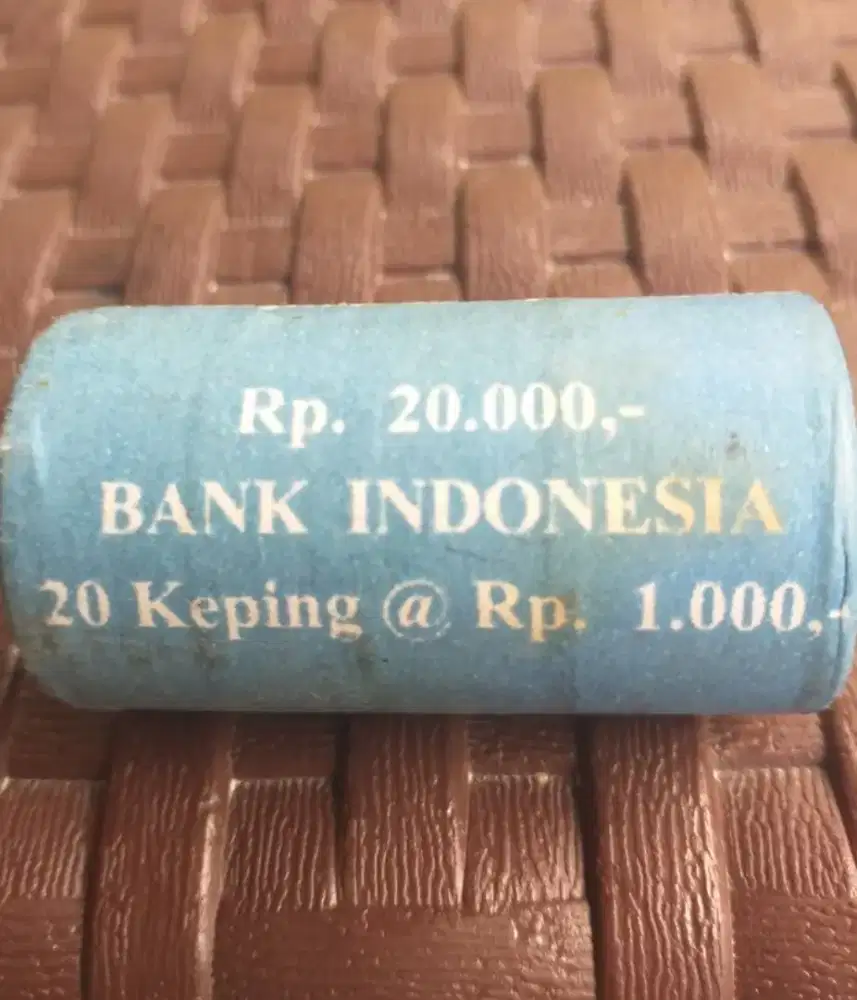 Rp. 20.000,-
BANK INDONESIA
20 Keping @ Rp. 1.000,-